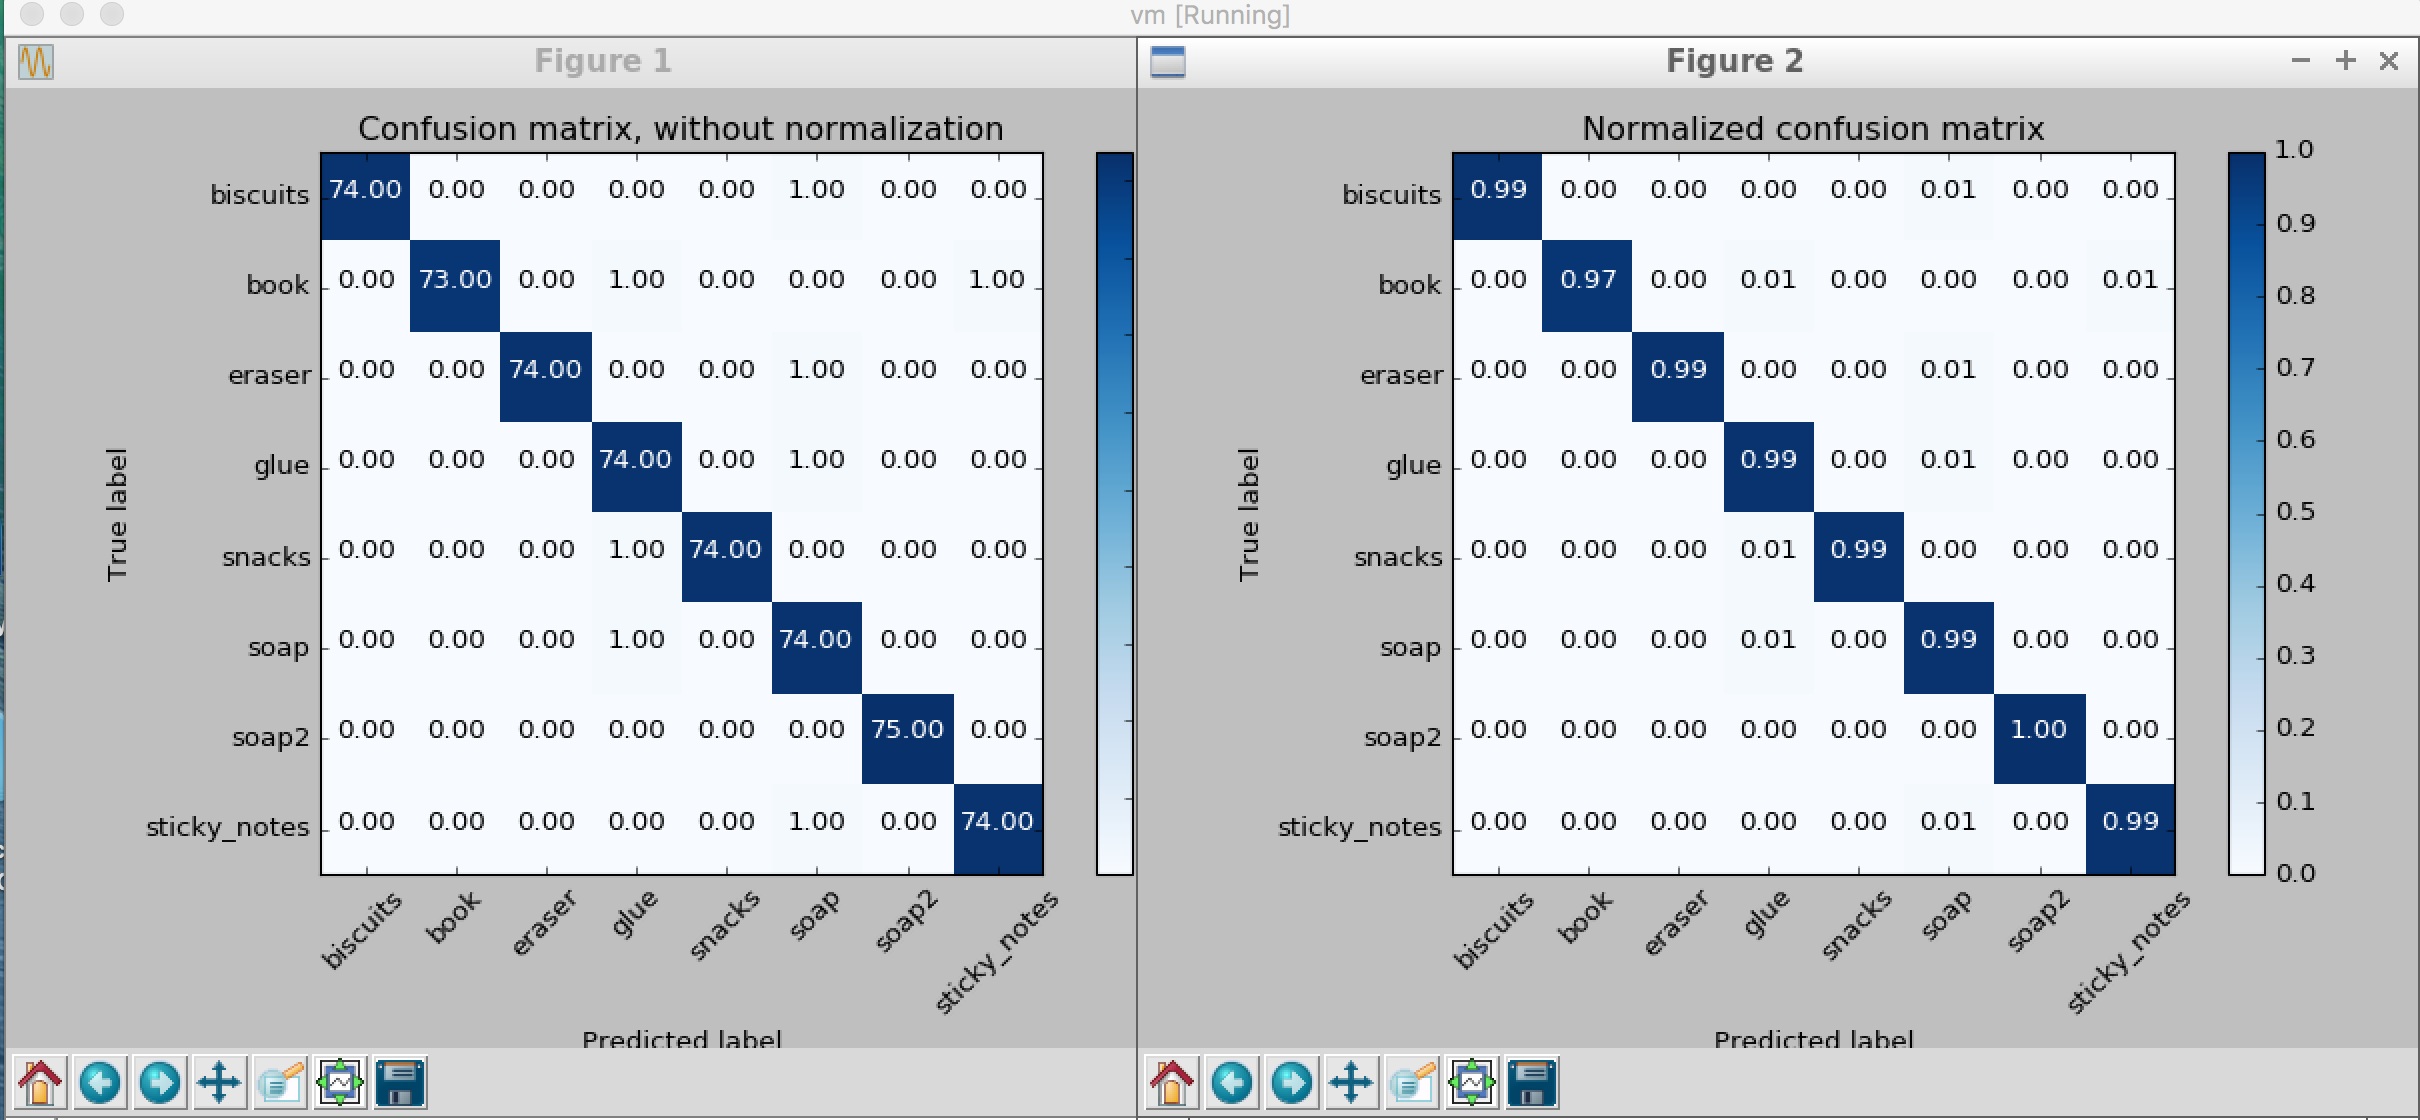 vm [Running]
Figure 1
Confusion matrix, without normalization
True label
biscuits 74.00 0.00 0.00 0.00 0.00 1.00 0.00 0.00
book 0.00 73.00 0.00 1.00 0.00 0.00 0.00 1.00
eraser 0.00 0.00 74.00 0.00 0.00 1.00 0.00 0.00
glue 0.00 0.00 0.00 74.00 0.00 1.00 0.00 0.00
snacks 0.00 0.00 0.00 1.00 74.00 0.00 0.00 0.00
soap 0.00 0.00 0.00 1.00 0.00 74.00 0.00 0.00
soap2 0.00 0.00 0.00 0.00 0.00 0.00 75.00 0.00
sticky_notes 0.00 0.00 0.00 0.00 0.00 1.00 0.00 74.00
biscuits book eraser glue snacks soap soap2 sticky_notes
Predicted label
Figure 2
Normalized confusion matrix
True label
biscuits 0.99 0.00 0.00 0.00 0.00 0.01 0.00 0.00
book 0.00 0.97 0.00 0.01 0.00 0.00 0.00 0.01
eraser 0.00 0.00 0.99 0.00 0.00 0.01 0.00 0.00
glue 0.00 0.00 0.00 0.99 0.00 0.01 0.00 0.00
snacks 0.00 0.00 0.00 0.01 0.99 0.00 0.00 0.00
soap 0.00 0.00 0.00 0.01 0.00 0.99 0.00 0.00
soap2 0.00 0.00 0.00 0.00 0.00 0.00 1.00 0.00
sticky_notes 0.00 0.00 0.00 0.00 0.00 0.01 0.00 0.99
biscuits book eraser glue snacks soap soap2 sticky_notes
Predicted label
1.0
0.9
0.8
0.7
0.6
0.5
0.4
0.3
0.2
0.1
0.0